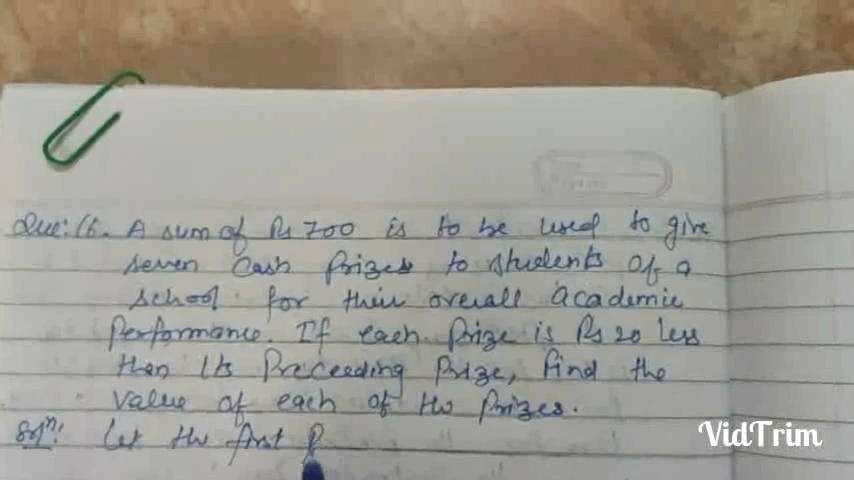 Que:16. A sum of Rs 700 is to be used to give
seven cash prizes to students of a
school for their overall academic
performance. If each prize is Rs 20 less
then its preceeding prize, find the
value of each of the prizes.
Solⁿ: Let the first P
VidTrim